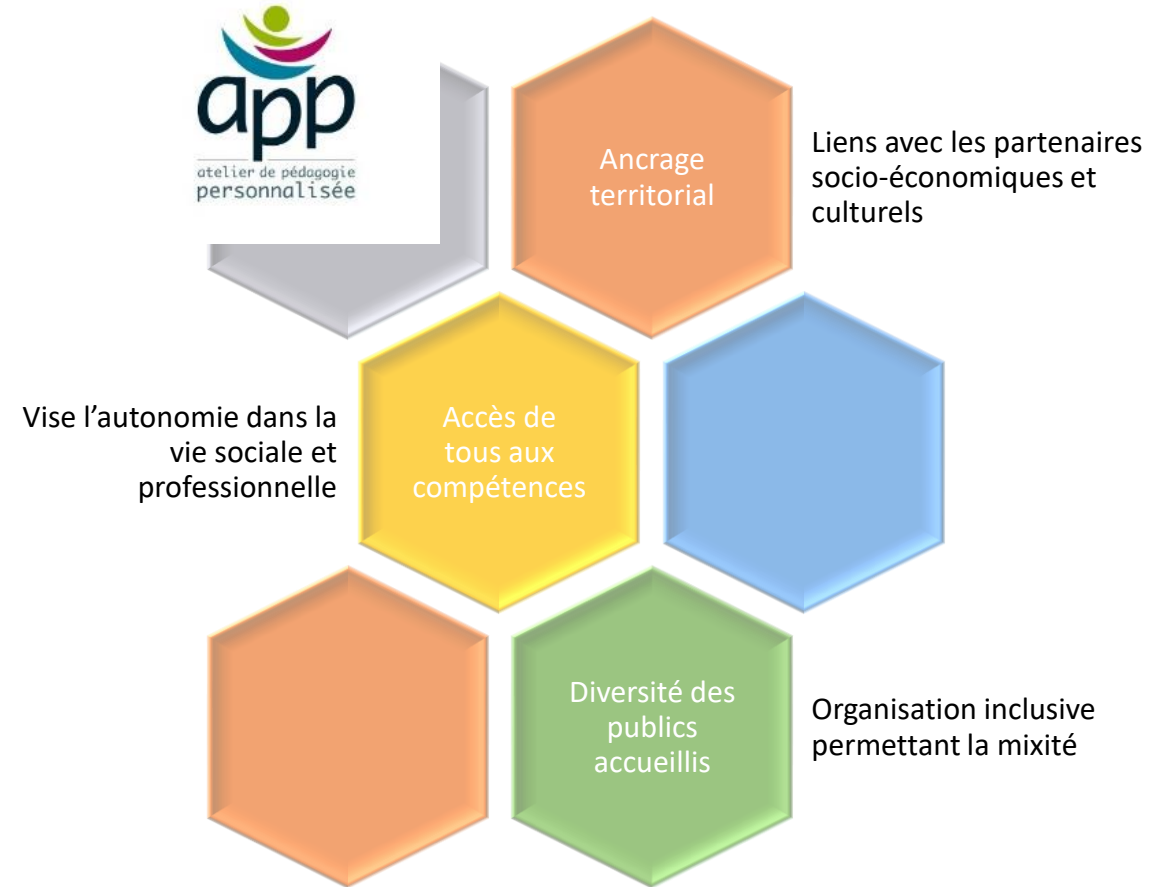 app
atelier de pédagogie
personnalisée
Ancrage
territorial
Liens avec les partenaires
socio-économiques et
culturels
Vise l’autonomie dans la
vie sociale et
professionnelle
Accès de
tous aux
compétences
Diversité des
publics
accueillis
Organisation inclusive
permettant la mixité